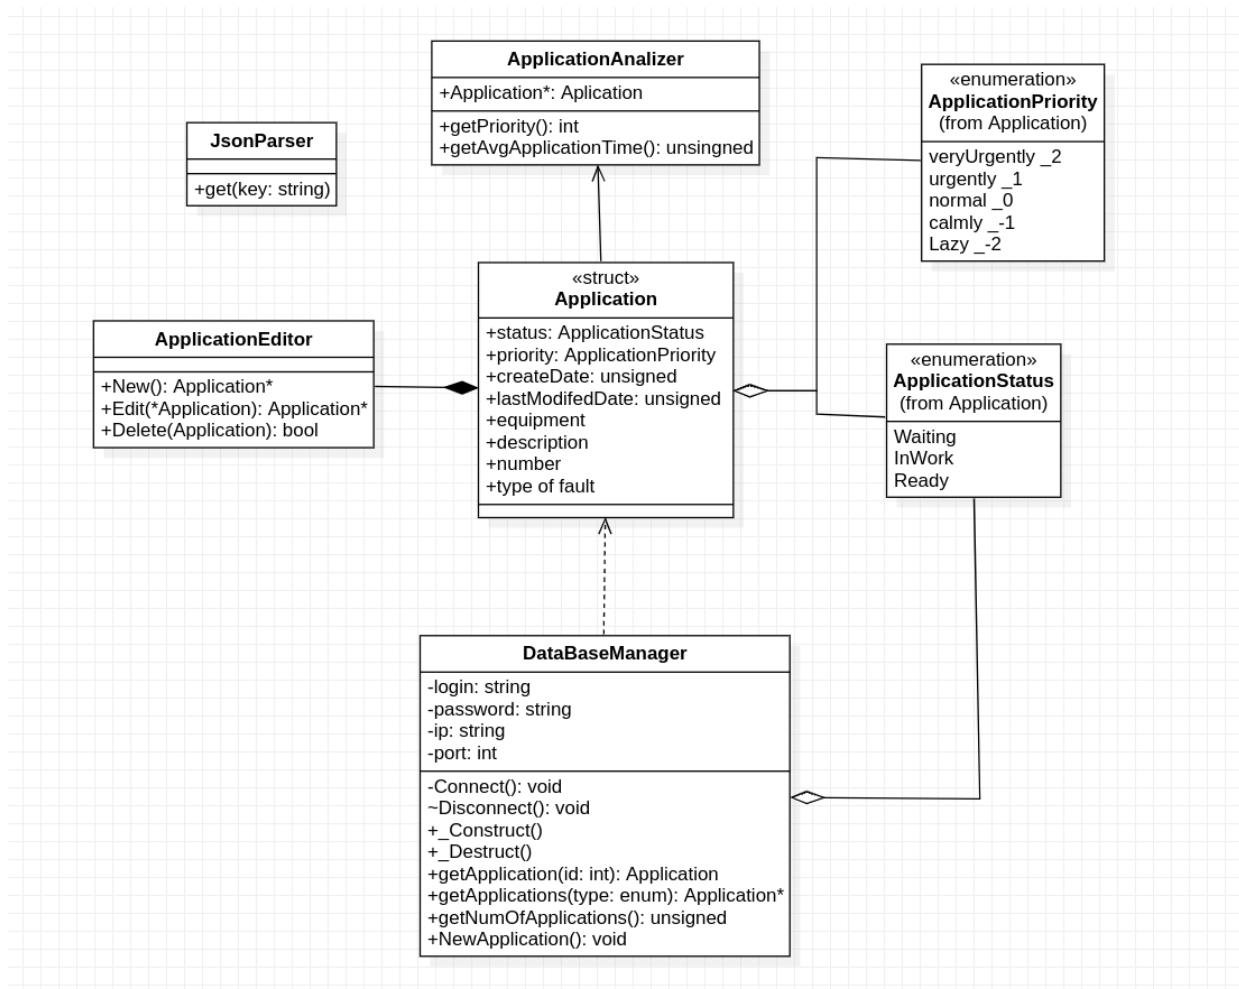 ApplicationAnalizer
+Application*: Aplication
+getPriority(): int
+getAvgApplicationTime(): unsingned
«enumeration»
ApplicationPriority
(from Application)
veryUrgently _2
urgently _1
normal _0
calmly _-1
Lazy _-2
JsonParser
+get(key: string)
«struct»
Application
+status: ApplicationStatus
+priority: ApplicationPriority
+createDate: unsigned
+lastModifedDate: unsigned
+equipment
+description
+number
+type of fault
ApplicationEditor
+New(): Application*
+Edit(*Application): Application*
+Delete(Application): bool
«enumeration»
ApplicationStatus
(from Application)
Waiting
InWork
Ready
DataBaseManager
-login: string
-password: string
-ip: string
-port: int
-Connect(): void
~Disconnect(): void
+_Construct()
+_Destruct()
+getApplication(id: int): Application
+getApplications(type: enum): Application*
+getNumOfApplications(): unsigned
+NewApplication(): void